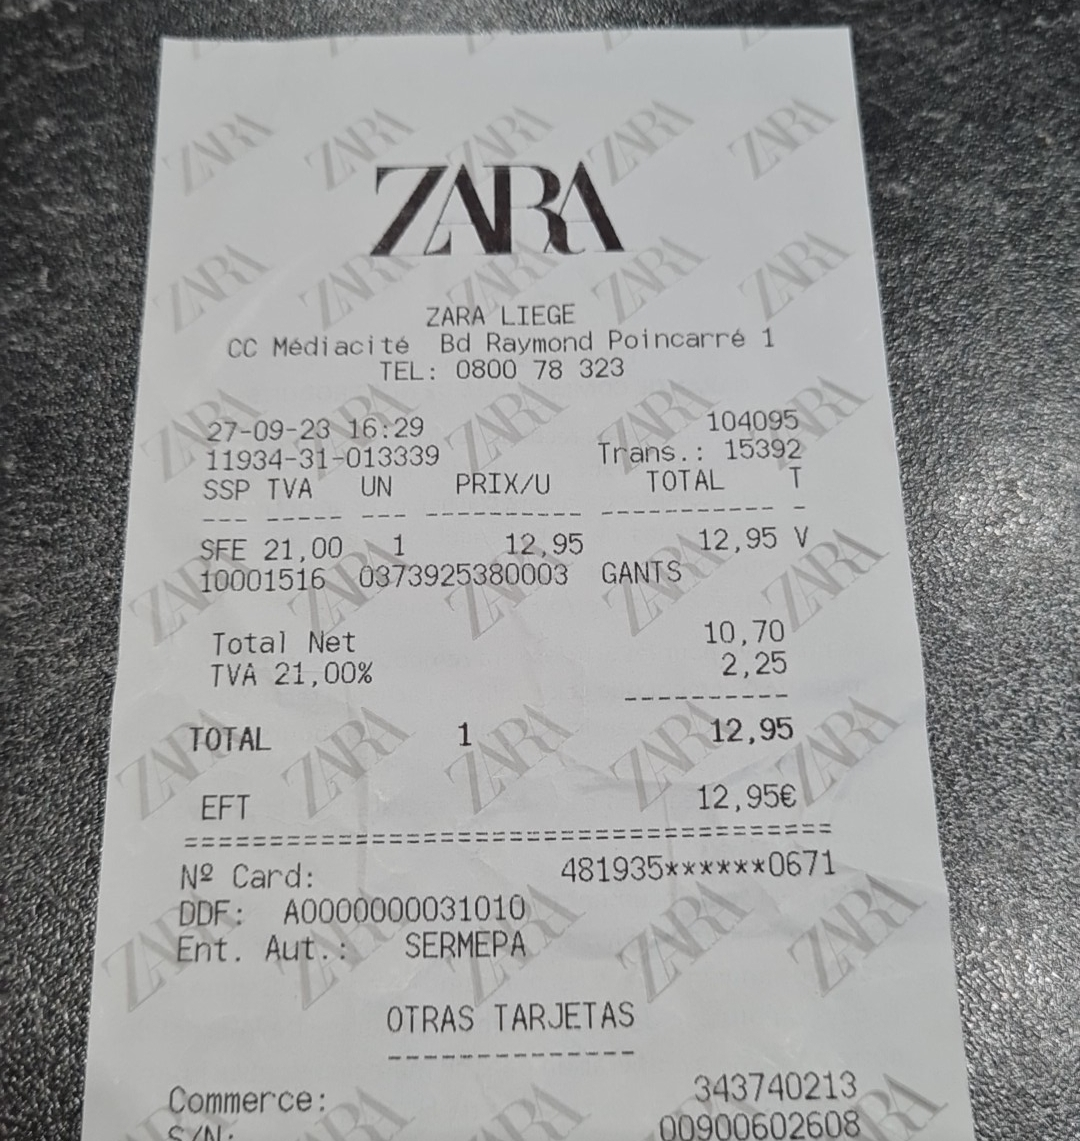 ZARA
ZARA LIEGE
CC Médiacité Bd Raymond Poincarré 1
TEL: 0800 78 323
27-09-23 16:29 104095
11934-31-013339 Trans.: 15392
SSP TVA UN PRIX/U TOTAL T
--- ----- --- ---------- ----------- -
SFE 21,00 1 12,95 12,95 V
10001516 0373925380003 GANTS
Total Net 10,70
TVA 21,00% 2,25
----------
TOTAL 1 12,95
EFT 12,95€
=====================================
Nº Card: 481935******0671
DDF: A0000000031010
Ent. Aut.: SERMEPA
OTRAS TARJETAS
--------------
Commerce: 343740213
S/N: 00900602608